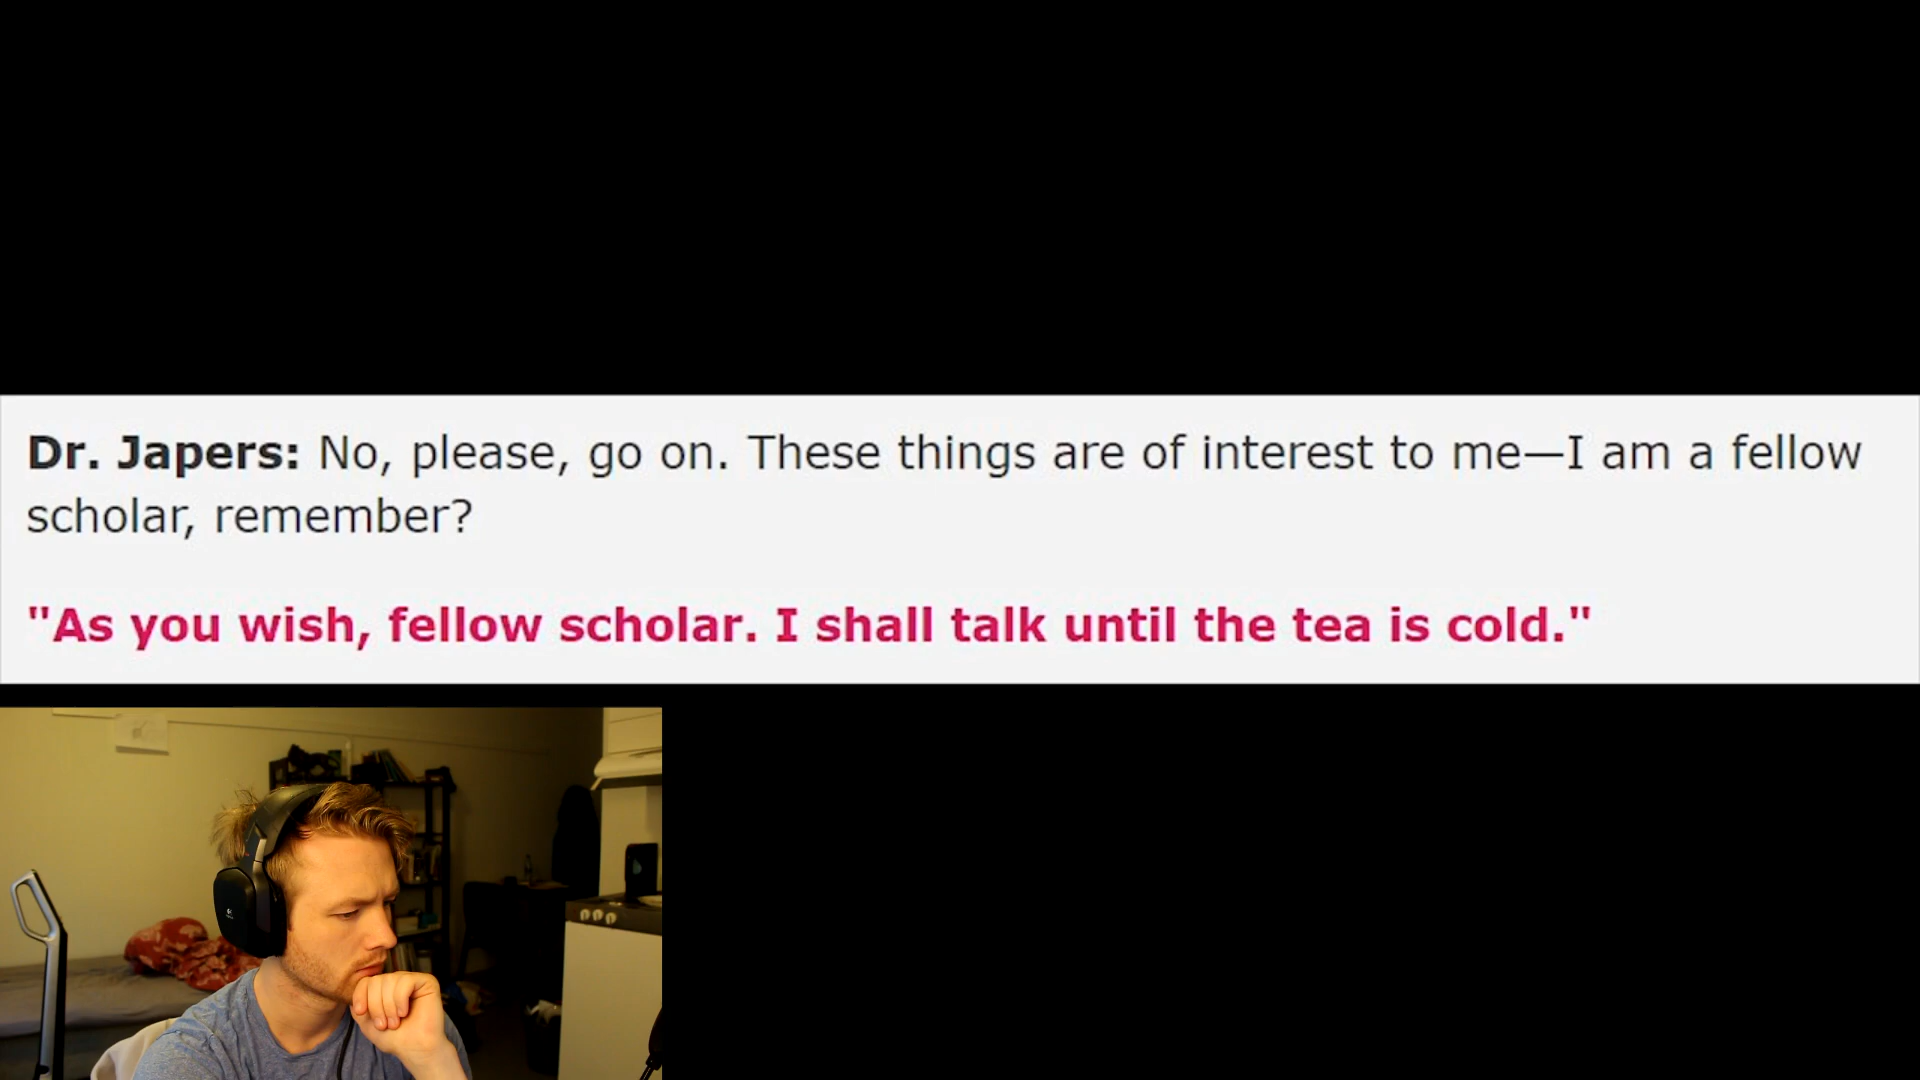 Dr. Japers: No, please, go on. These things are of interest to me—I am a fellow
scholar, remember?
"As you wish, fellow scholar. I shall talk until the tea is cold."